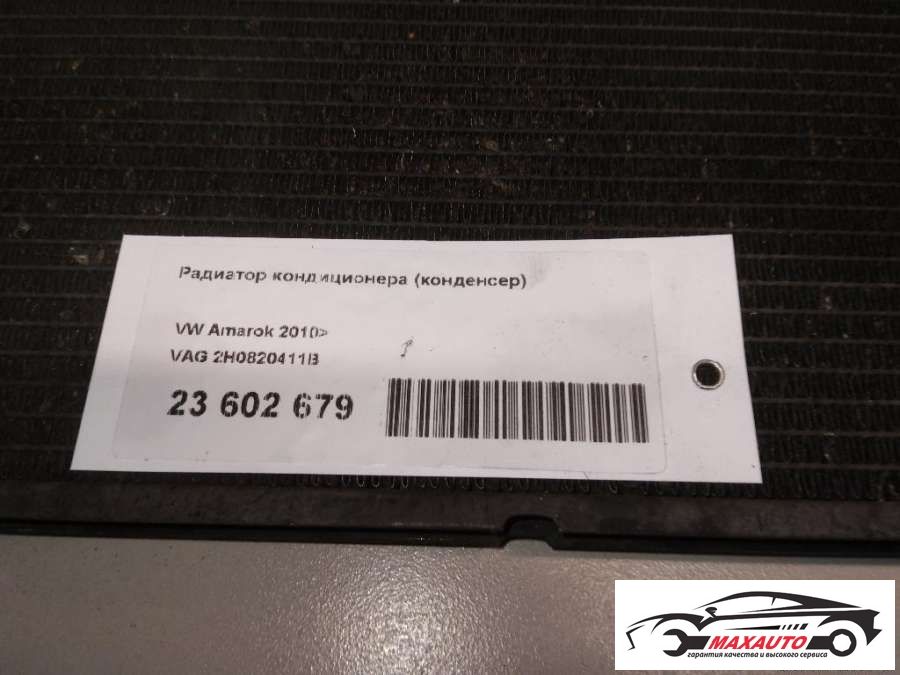 Радиатор кондиционера (конденсер)
VW Amarok 2010>
VAG 2H0820411B
23 602 679
MAXAUTO
гарантия качества и высокого сервиса